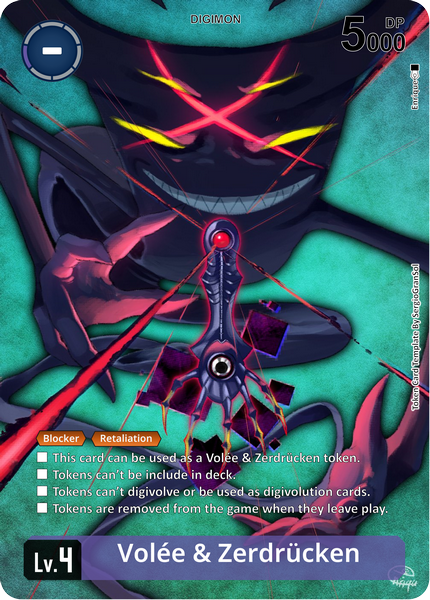 DIGIMON
DP
5000
Enrique
Token Card Template By SergioGranSol
Blocker Retaliation
This card can be used as a Volée & Zerdrücken token.
Tokens can't be include in deck.
Tokens can't digivolve or be used as digivolution cards.
Tokens are removed from the game when they leave play.
Lv.4 Volée & Zerdrücken